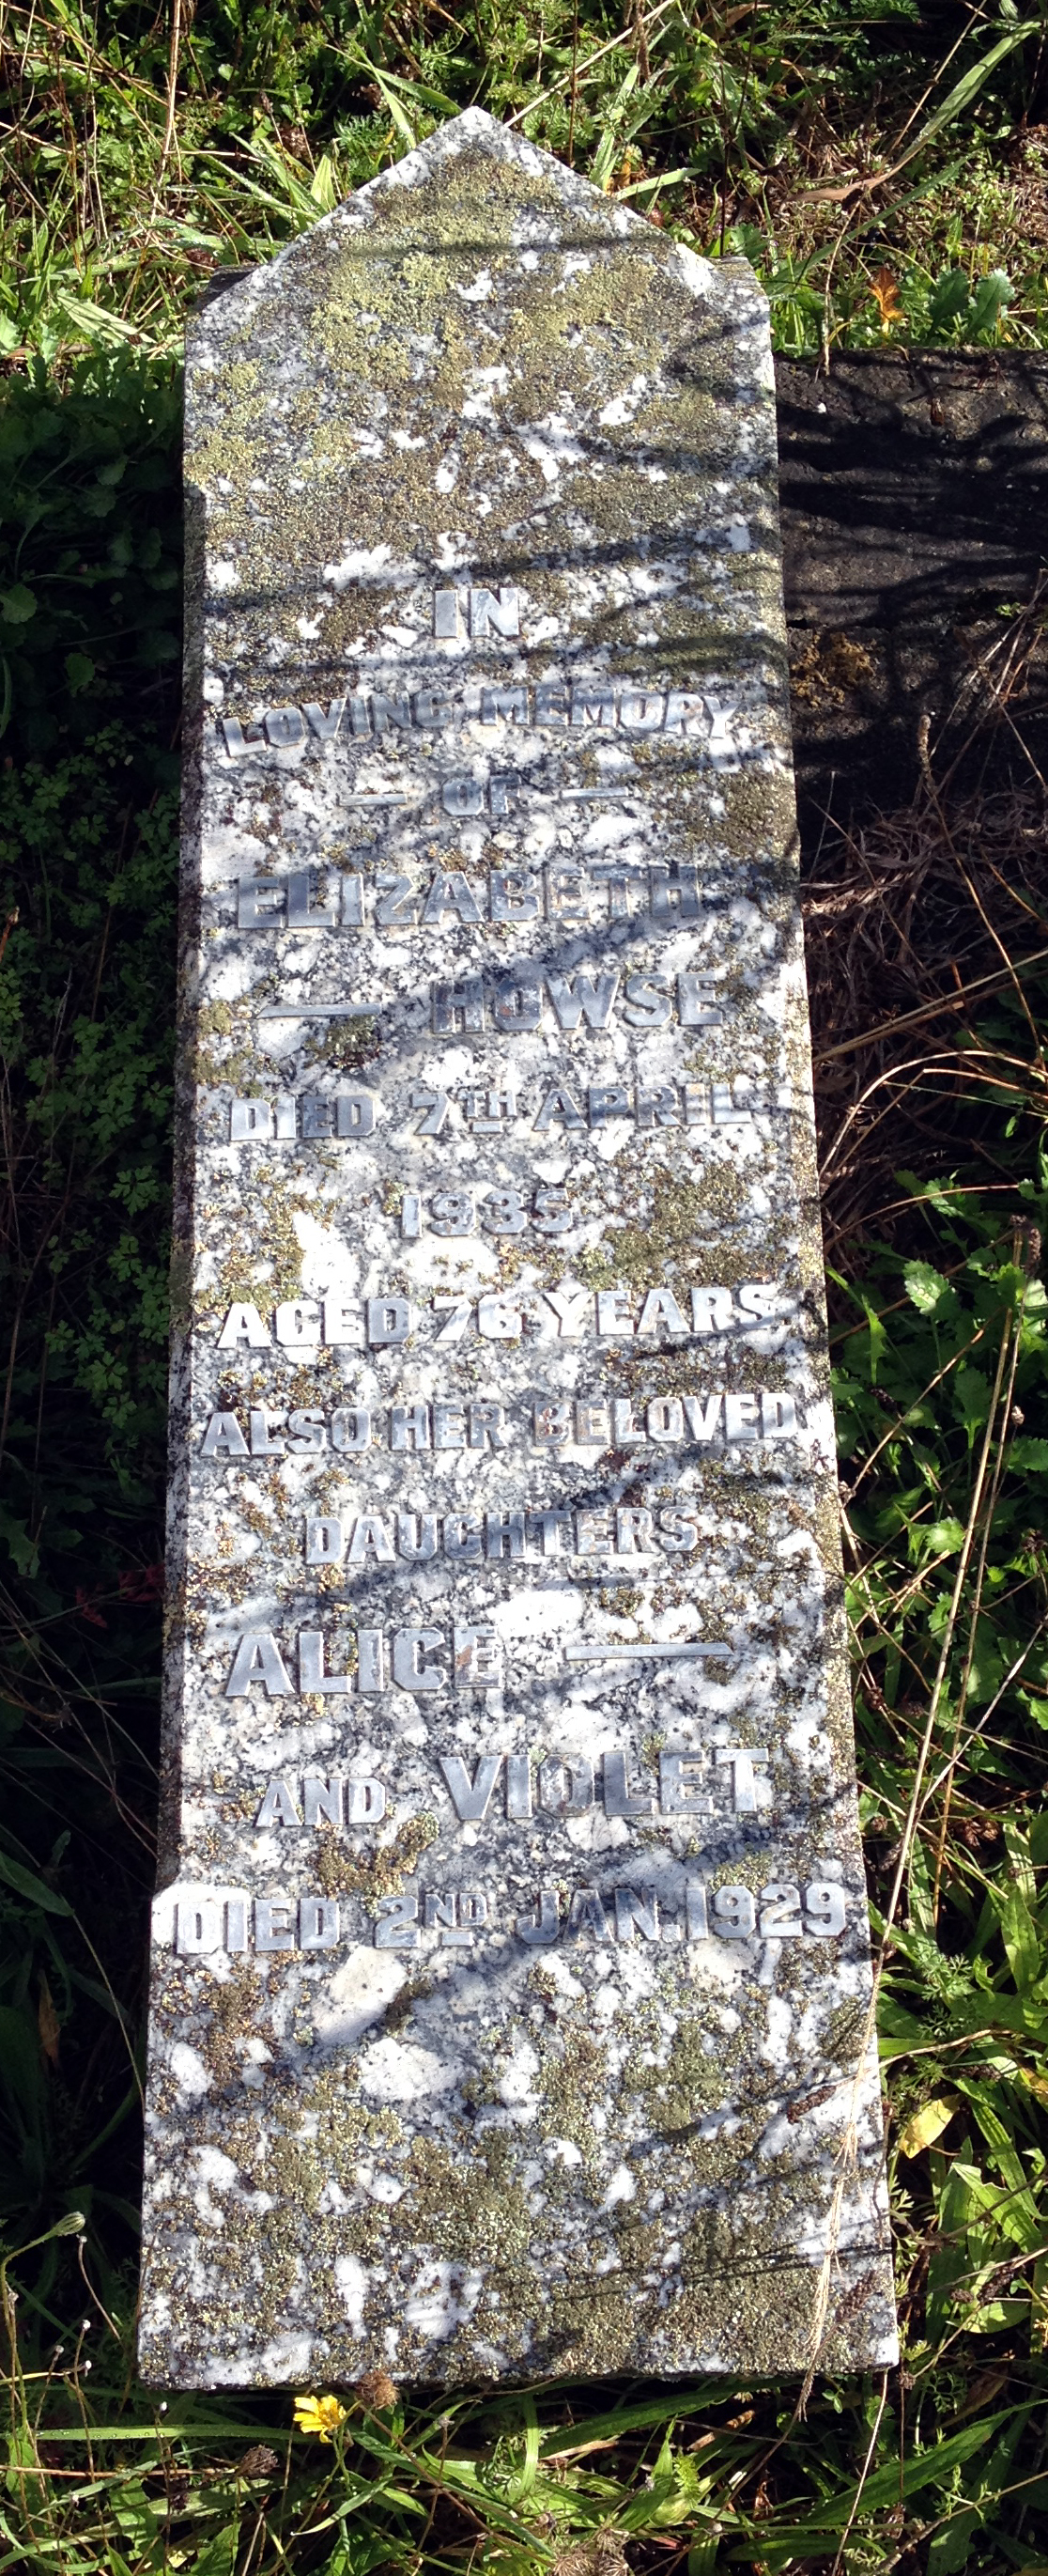 IN
LOVING MEMORY
— OF —
ELIZABETH
— HOWSE
DIED 7TH APRIL
1935
AGED 76 YEARS
ALSO HER BELOVED
DAUGHTERS
ALICE —
AND VIOLET
DIED 2ND JAN. 1929